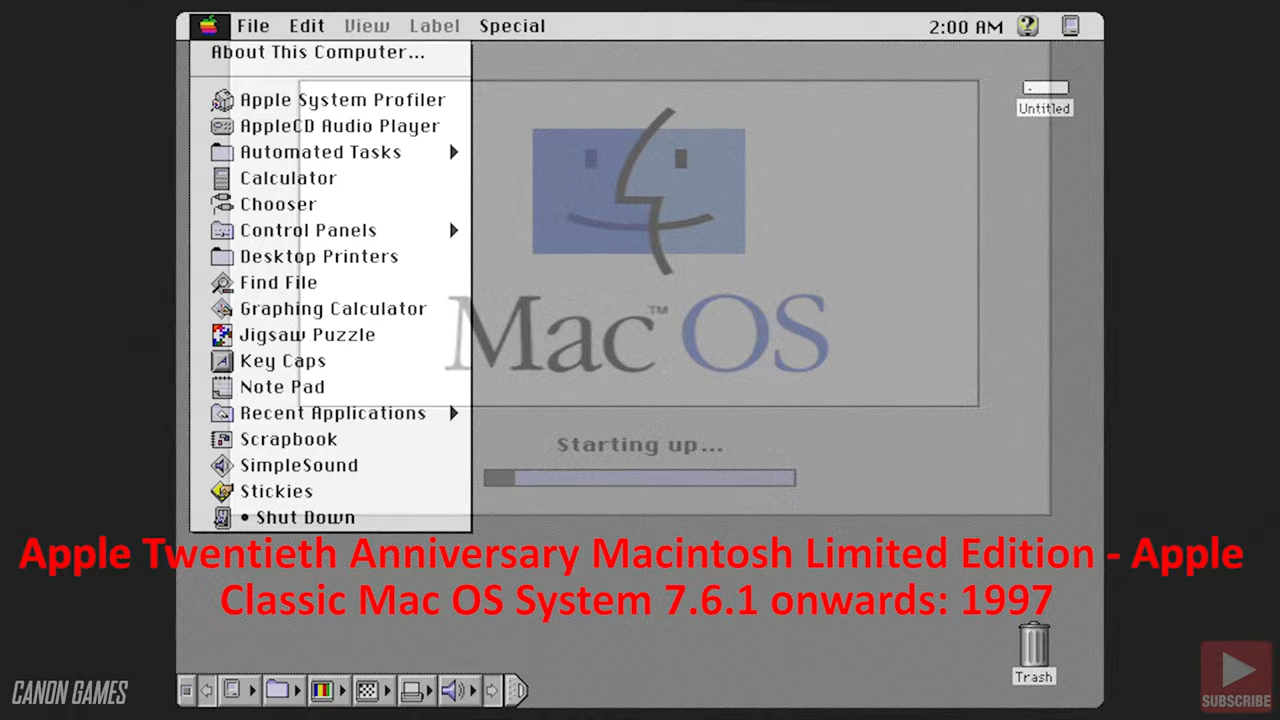 File Edit View Label Special 2:00 AM
About This Computer...
Apple System Profiler
AppleCD Audio Player
Automated Tasks
Calculator
Chooser
Control Panels
Desktop Printers
Find File
Graphing Calculator
Jigsaw Puzzle
Key Caps
Note Pad
Recent Applications
Scrapbook
SimpleSound
Stickies
• Shut Down
Untitled
Mac™ OS
Starting up...
Apple Twentieth Anniversary Macintosh Limited Edition - Apple
Classic Mac OS System 7.6.1 onwards: 1997
Trash
CANON GAMES
SUBSCRIBE